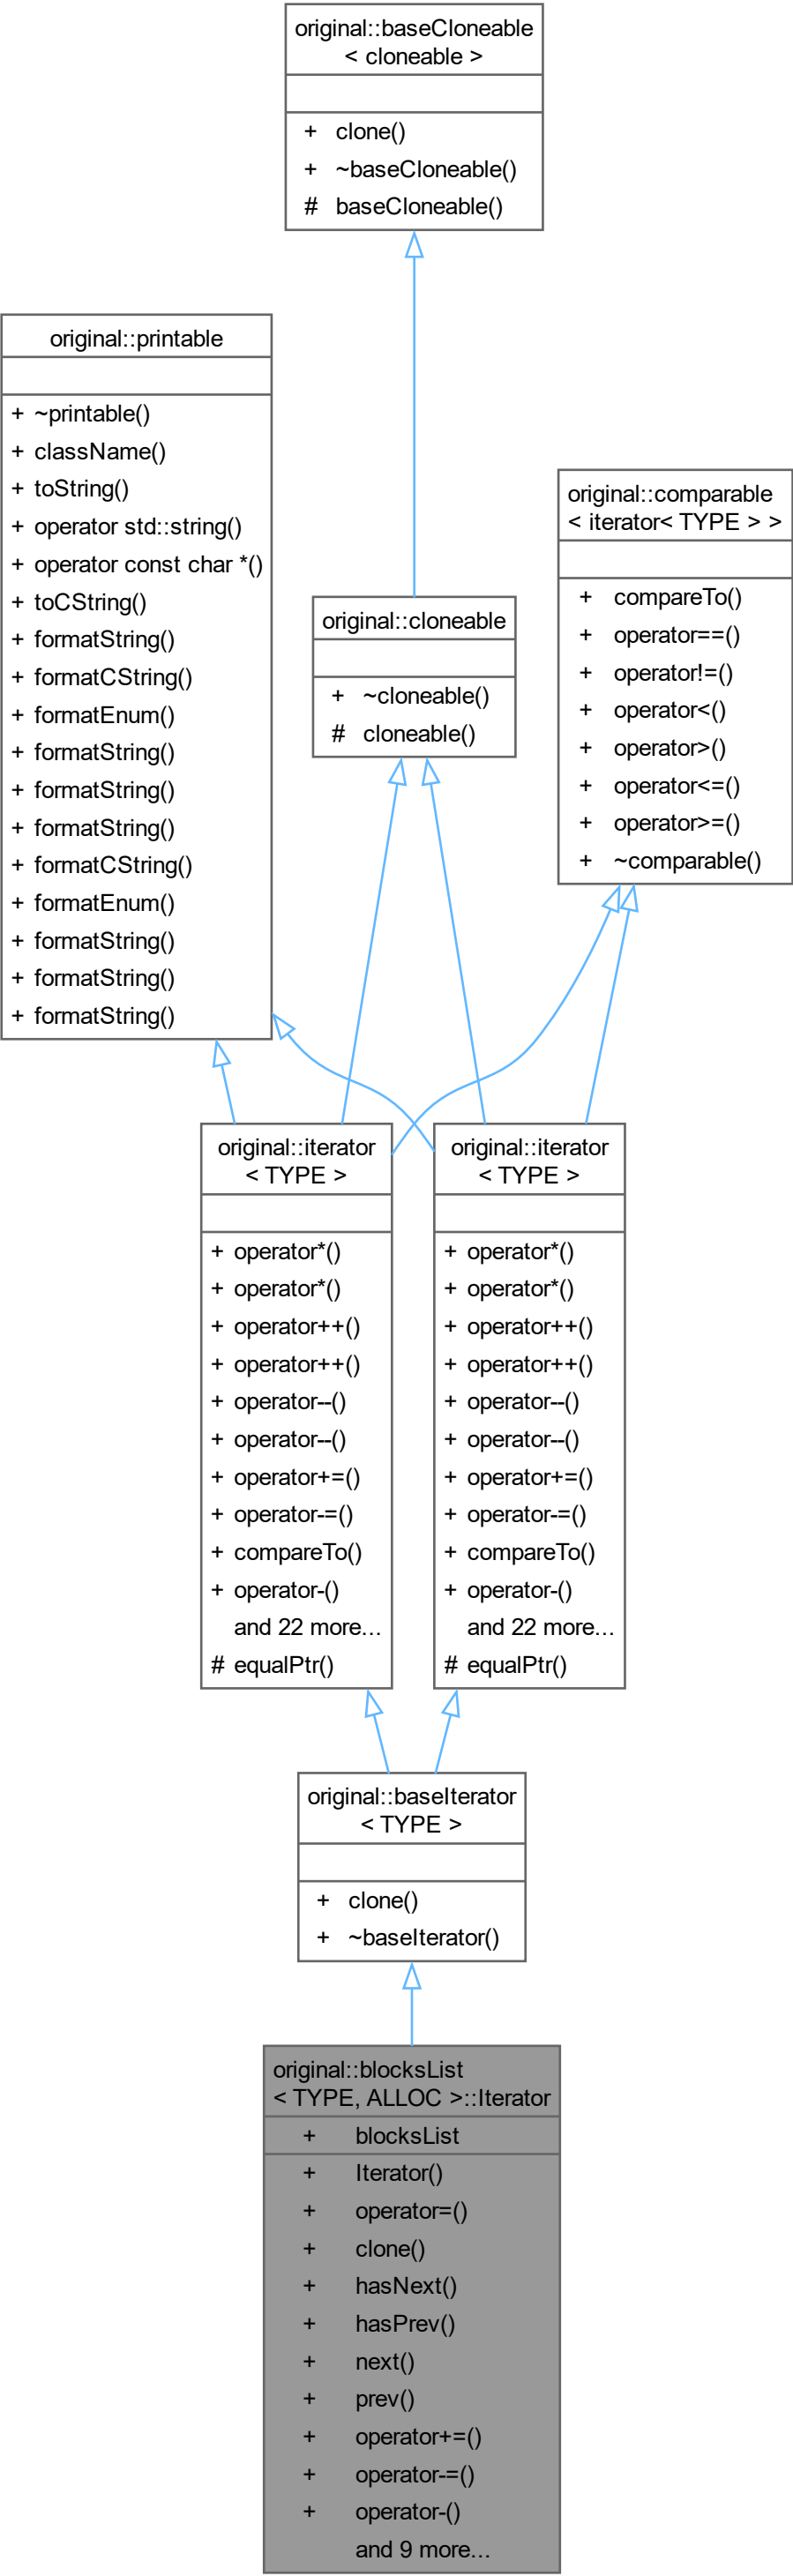 original::baseCloneable
< cloneable >
+ clone()
+ ~baseCloneable()
# baseCloneable()
original::printable
+ ~printable()
+ className()
+ toString()
+ operator std::string()
+ operator const char *()
+ toCString()
+ formatString()
+ formatCString()
+ formatEnum()
+ formatString()
+ formatString()
+ formatString()
+ formatCString()
+ formatEnum()
+ formatString()
+ formatString()
+ formatString()
original::cloneable
+ ~cloneable()
# cloneable()
original::comparable
< iterator< TYPE > >
+ compareTo()
+ operator==()
+ operator!=()
+ operator<()
+ operator>()
+ operator<=()
+ operator>=()
+ ~comparable()
original::iterator
< TYPE >
+ operator*()
+ operator*()
+ operator++()
+ operator++()
+ operator--()
+ operator--()
+ operator+=()
+ operator-=()
+ compareTo()
+ operator-()
and 22 more...
# equalPtr()
original::iterator
< TYPE >
+ operator*()
+ operator*()
+ operator++()
+ operator++()
+ operator--()
+ operator--()
+ operator+=()
+ operator-=()
+ compareTo()
+ operator-()
and 22 more...
# equalPtr()
original::baseIterator
< TYPE >
+ clone()
+ ~baseIterator()
original::blocksList
< TYPE, ALLOC >::Iterator
+ blocksList
+ Iterator()
+ operator=()
+ clone()
+ hasNext()
+ hasPrev()
+ next()
+ prev()
+ operator+=()
+ operator-=()
+ operator-()
and 9 more...